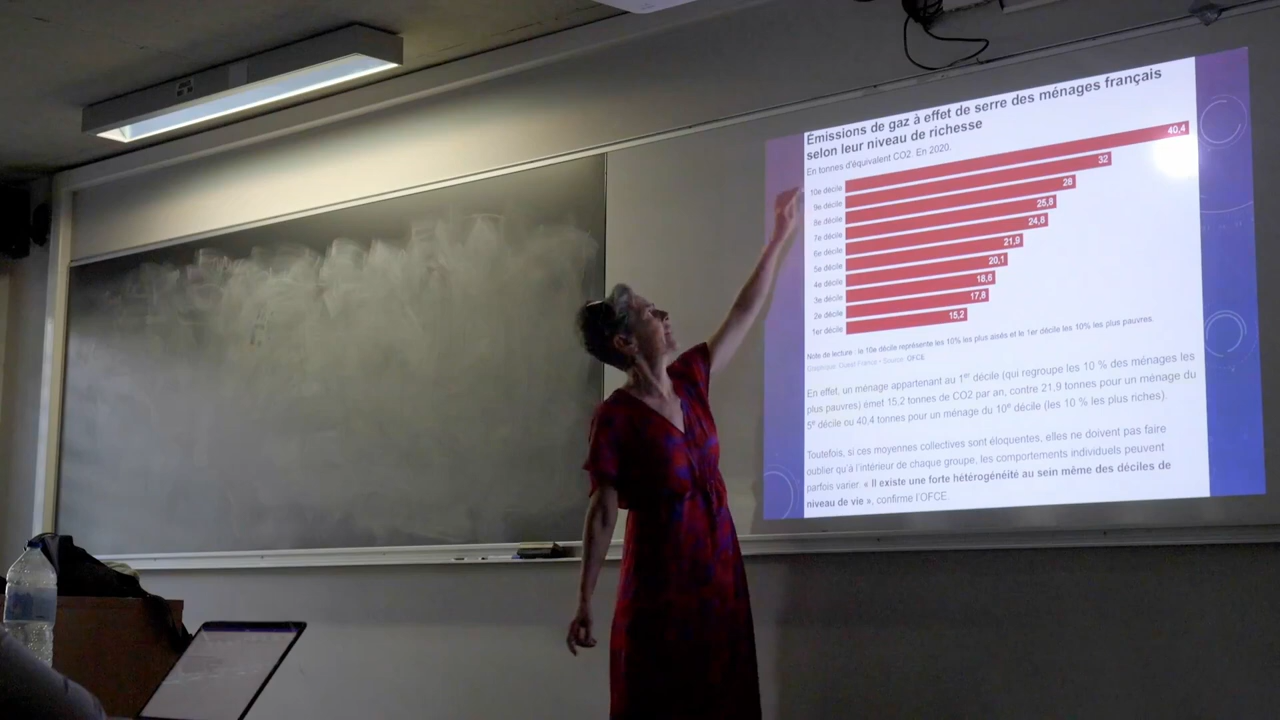 Émissions de gaz à effet de serre des ménages français
selon leur niveau de richesse
En tonnes d'équivalent CO2. En 2020.
10e décile 40,4
9e décile 32
8e décile 28
7e décile 25,8
6e décile 24,8
5e décile 21,9
4e décile 20,1
3e décile 18,6
2e décile 17,8
1er décile 15,2
Note de lecture : le 10e décile représente les 10% les plus aisés et le 1er décile les 10% les plus pauvres.
Graphique: Ouest France • Source: OFCE
En effet, un ménage appartenant au 1er décile (qui regroupe les 10 % des ménages les
plus pauvres) émet 15,2 tonnes de CO2 par an, contre 21,9 tonnes pour un ménage du
5e décile ou 40,4 tonnes pour un ménage du 10e décile (les 10 % les plus riches).
Toutefois, si ces moyennes collectives sont éloquentes, elles ne doivent pas faire
oublier qu'à l'intérieur de chaque groupe, les comportements individuels peuvent
parfois varier. « Il existe une forte hétérogénéité au sein même des déciles de
niveau de vie », confirme l'OFCE.